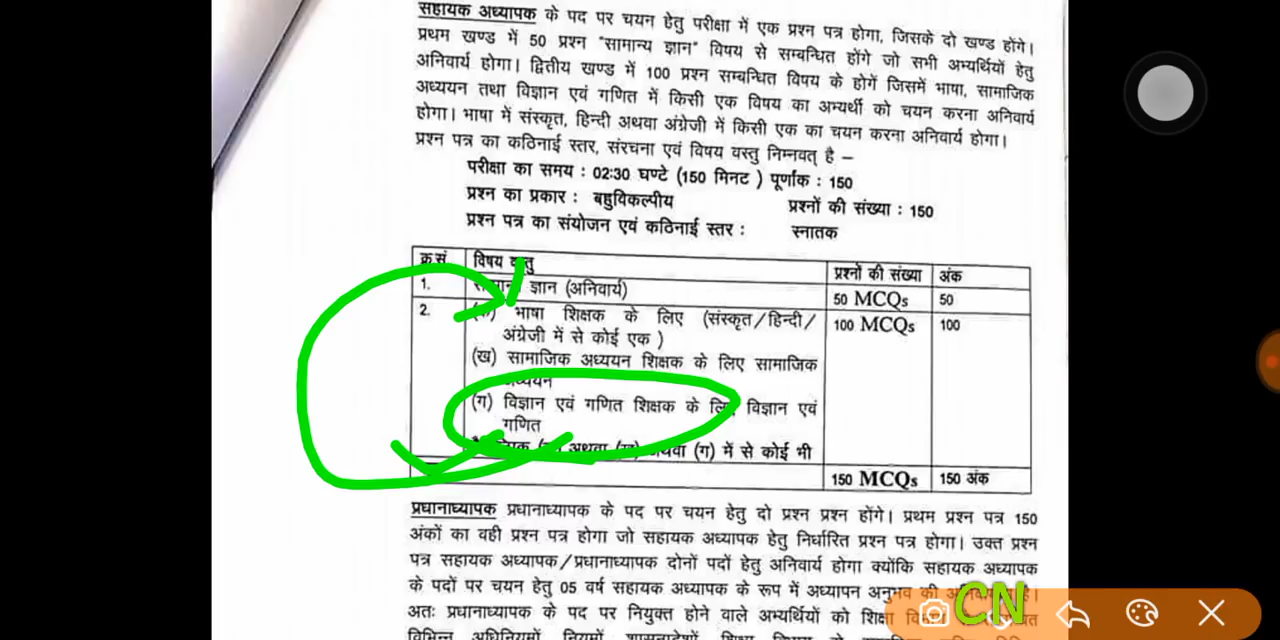 सहायक अध्यापक के पद पर चयन हेतु परीक्षा में एक प्रश्न पत्र होगा, जिसके दो खण्ड होंगे।
प्रथम खण्ड में 50 प्रश्न "सामान्य ज्ञान" विषय से सम्बन्धित होंगे जो सभी अभ्यर्थियों हेतु
अनिवार्य होगा। द्वितीय खण्ड में 100 प्रश्न सम्बन्धित विषय के होगें जिसमें भाषा, सामाजिक
अध्ययन तथा विज्ञान एवं गणित में किसी एक विषय का अभ्यर्थी को चयन करना अनिवार्य
होगा। भाषा में संस्कृत, हिन्दी अथवा अंग्रेजी में किसी एक का चयन करना अनिवार्य होगा।
प्रश्न पत्र का कठिनाई स्तर, संरचना एवं विषय वस्तु निम्नवत् है –
परीक्षा का समय : 02:30 घण्टे (150 मिनट ) पूर्णांक : 150
प्रश्न का प्रकार : बहुविकल्पीय प्रश्नों की संख्या : 150
प्रश्न पत्र का संयोजन एवं कठिनाई स्तर : स्नातक
क्र.सं. विषय प्रश्नों की संख्या अंक
1. ज्ञान (अनिवार्य) 50 MCQs 50
2. (क) भाषा शिक्षक के लिए (संस्कृत/हिन्दी/ 100 MCQs 100
अंग्रेजी में से कोई एक )
(ख) सामाजिक अध्ययन शिक्षक के लिए सामाजिक
अध्ययन
(ग) विज्ञान एवं गणित शिक्षक के लिए विज्ञान एवं
गणित
अथवा (ख) अथवा (ग) में से कोई भी
150 MCQs 150 अंक
प्रधानाध्यापक प्रधानाध्यापक के पद पर चयन हेतु दो प्रश्न प्रश्न होंगे। प्रथम प्रश्न पत्र 150
अंकों का वही प्रश्न पत्र होगा जो सहायक अध्यापक हेतु निर्धारित प्रश्न पत्र होगा। उक्त प्रश्न
पत्र सहायक अध्यापक/प्रधानाध्यापक दोनों पदों हेतु अनिवार्य होगा क्योंकि सहायक अध्यापक
के पदों पर चयन हेतु 05 वर्ष सहायक अध्यापक के रूप में अध्यापन अनुभव की
अतः प्रधानाध्यापक के पद पर नियुक्त होने वाले अभ्यर्थियों को शिक्षा
CN